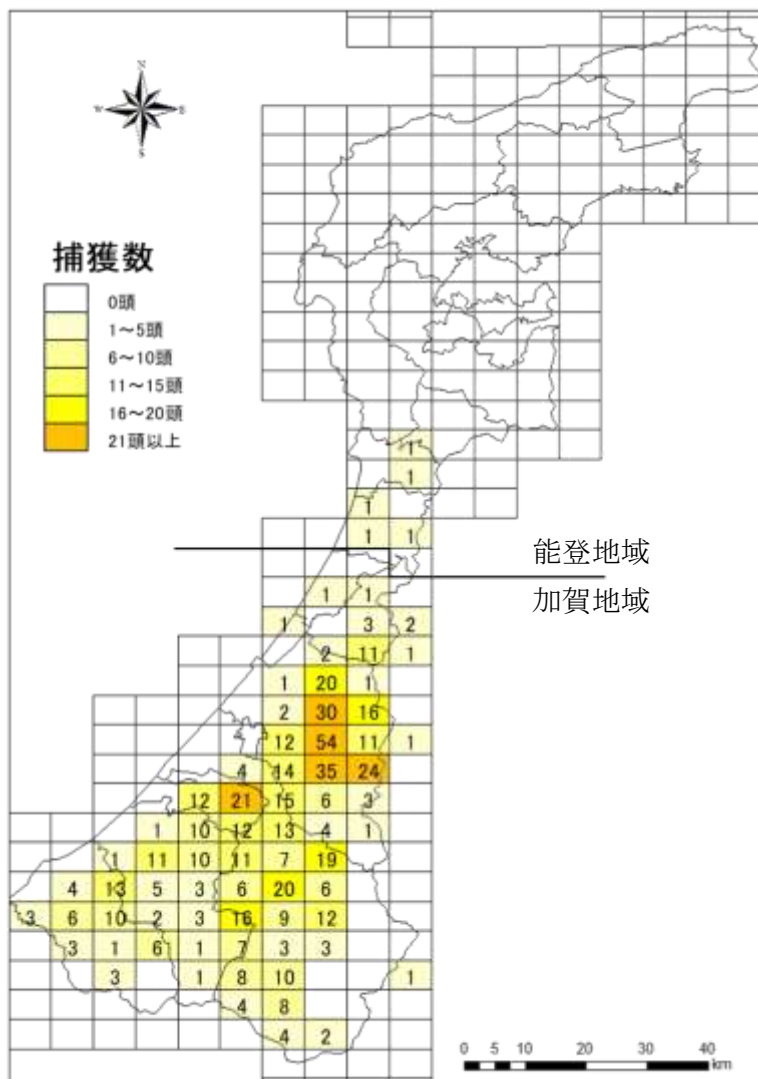 N
W E
S
捕獲数
0頭
1～5頭
6～10頭
11～15頭
16～20頭
21頭以上
1
1
1
1 1
能登地域
加賀地域
1 1
1 3 2
2 11 1
1 20 1
2 30 16
12 54 11 1
4 14 35 24
12 21 15 6 3
1 10 12 13 4 1
1 11 10 11 7 19
4 13 5 3 6 20 6
3 6 10 2 3 16 9 12
3 1 6 1 7 3 3
3 1 8 10 1
4 8
4 2
0 5 10 20 30 40
km